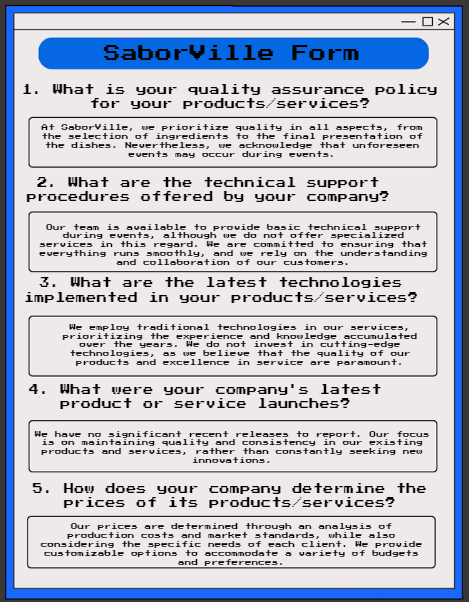 SaborVille Form
1. What is your quality assurance policy
for your products/services?
At SaborVille, we prioritize quality in all aspects, from
the selection of ingredients to the final presentation of
the dishes. Nevertheless, we acknowledge that unforeseen
events may occur during events.
2. What are the technical support
procedures offered by your company?
Our team is available to provide basic technical support
during events, although we do not offer specialized
services in this regard. We are committed to ensuring that
everything runs smoothly, and we rely on the understanding
and collaboration of our customers.
3. What are the latest technologies
implemented in your products/services?
We employ traditional technologies in our services,
prioritizing the experience and knowledge accumulated
over the years. We do not invest in cutting-edge
technologies, as we believe that the quality of our
products and excellence in service are paramount.
4. What were your company's latest
product or service launches?
We have no significant recent releases to report. Our focus
is on maintaining quality and consistency in our existing
products and services, rather than constantly seeking new
innovations.
5. How does your company determine the
prices of its products/services?
Our prices are determined through an analysis of
production costs and market standards, while also
considering the specific needs of each client. We provide
customizable options to accommodate a variety of budgets
and preferences.